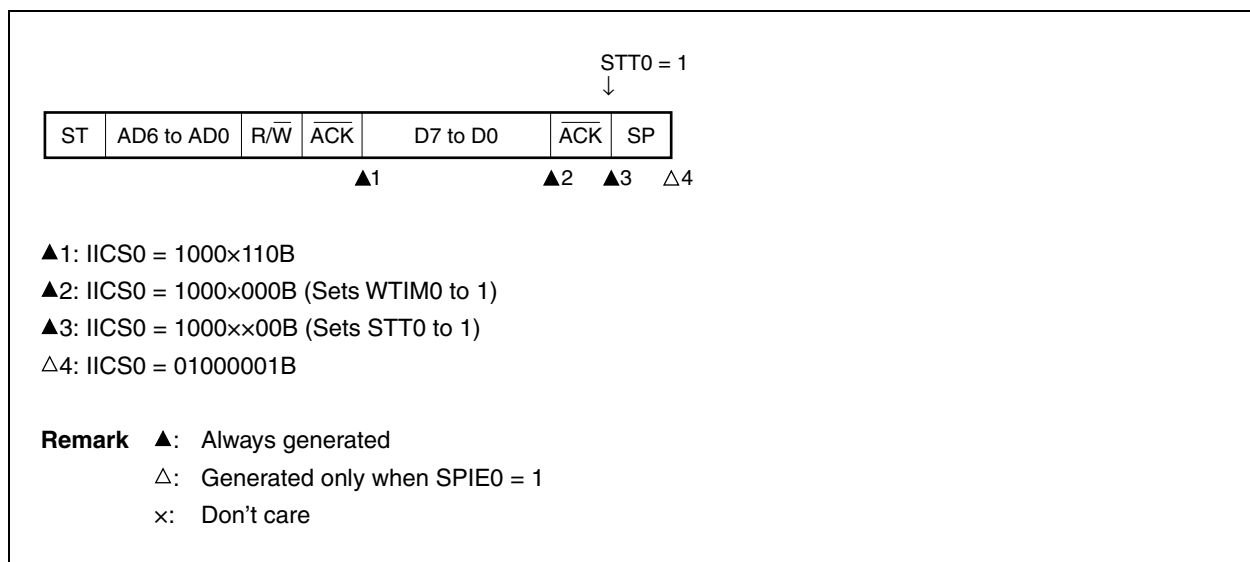 STT0 = 1
↓
ST AD6 to AD0 R/W̅ A̅C̅K̅ D7 to D0 A̅C̅K̅ SP
▲1 ▲2 ▲3 △4
▲1: IICS0 = 1000×110B
▲2: IICS0 = 1000×000B (Sets WTIM0 to 1)
▲3: IICS0 = 1000××00B (Sets STT0 to 1)
△4: IICS0 = 01000001B
Remark ▲: Always generated
△: Generated only when SPIE0 = 1
×: Don't care